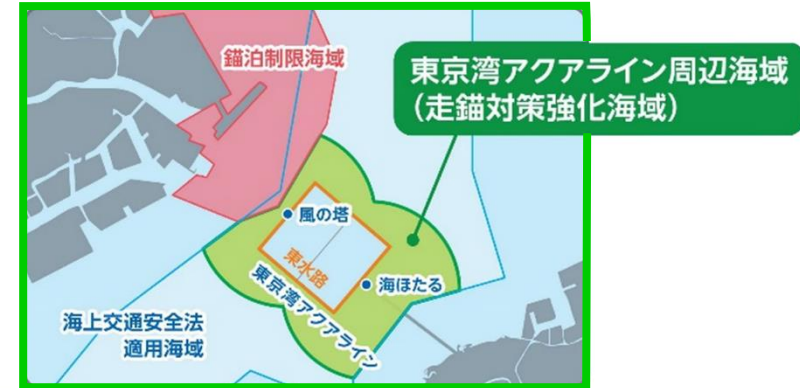 錨泊制限海域
東京湾アクアライン周辺海域
（走錨対策強化海域）
風の塔
東水路
海ほたる
東京湾アクアライン
海上交通安全法
適用海域